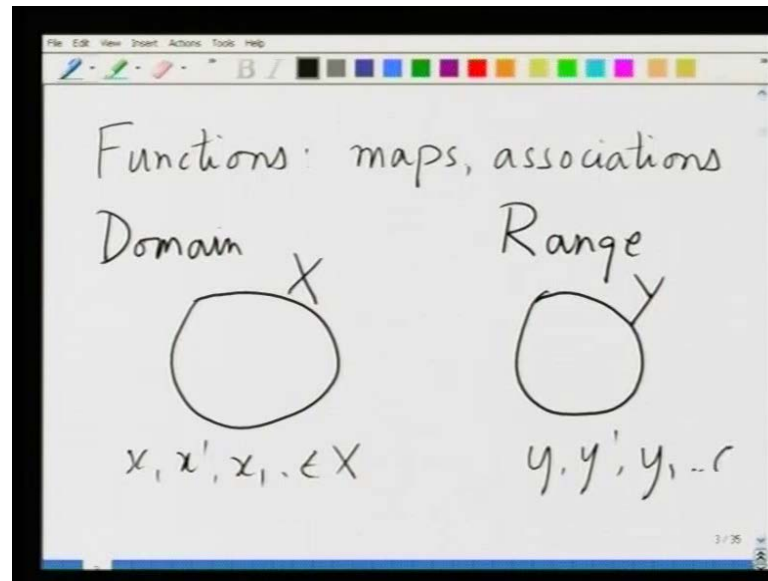 File Edit View Insert Actions Tools Help
B I
Functions: maps, associations
Domain Range
X Y
x, x', x₁.. ∈ X y, y', y₁ ..
3 / 35